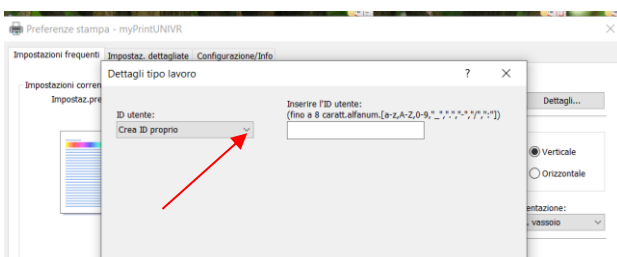 Preferenze stampa - myPrintUNIVR
Impostazioni frequenti Impostaz. dettagliate Configurazione/Info
Dettagli tipo lavoro ?
Impostazioni corren
Impostaz.pre
Dettagli...
ID utente:
Crea ID proprio
Inserire l'ID utente:
(fino a 8 caratt.alfanum.[a-z,A-Z,0-9,"_",".","-","/",":"])
Verticale
Orizzontale
entazione:
. vassoio